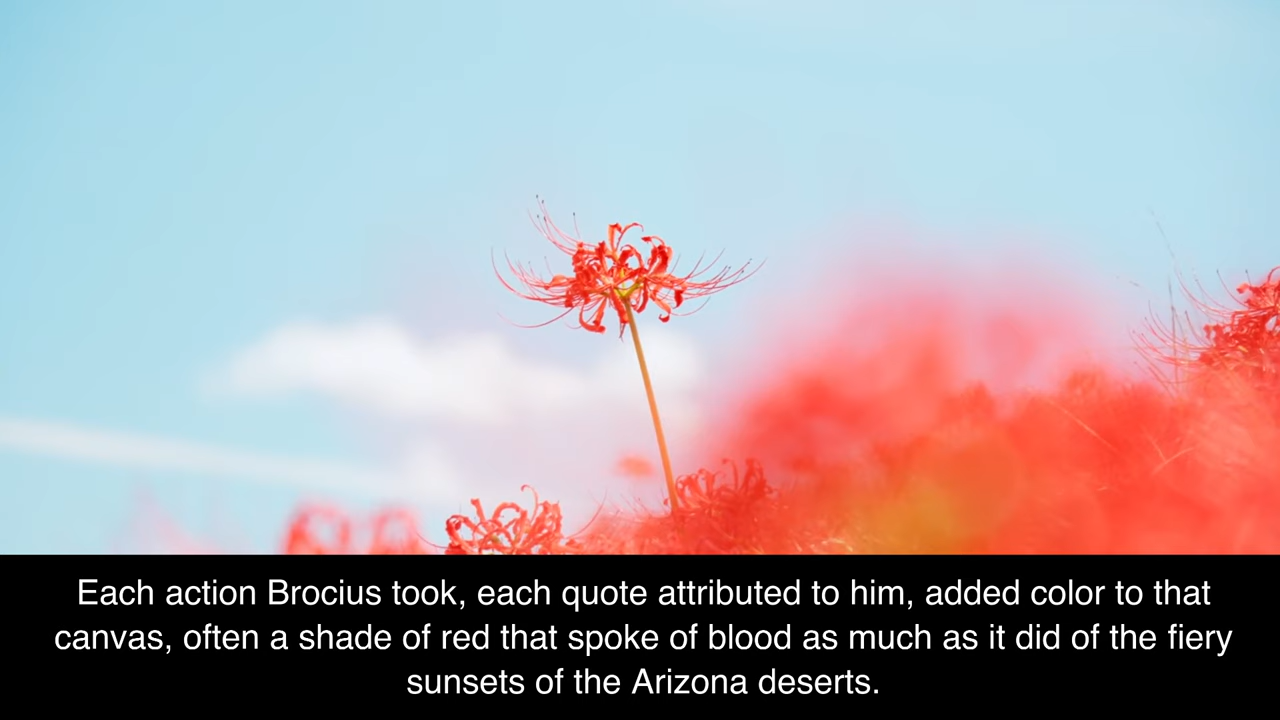 Each action Brocius took, each quote attributed to him, added color to that
canvas, often a shade of red that spoke of blood as much as it did of the fiery
sunsets of the Arizona deserts.